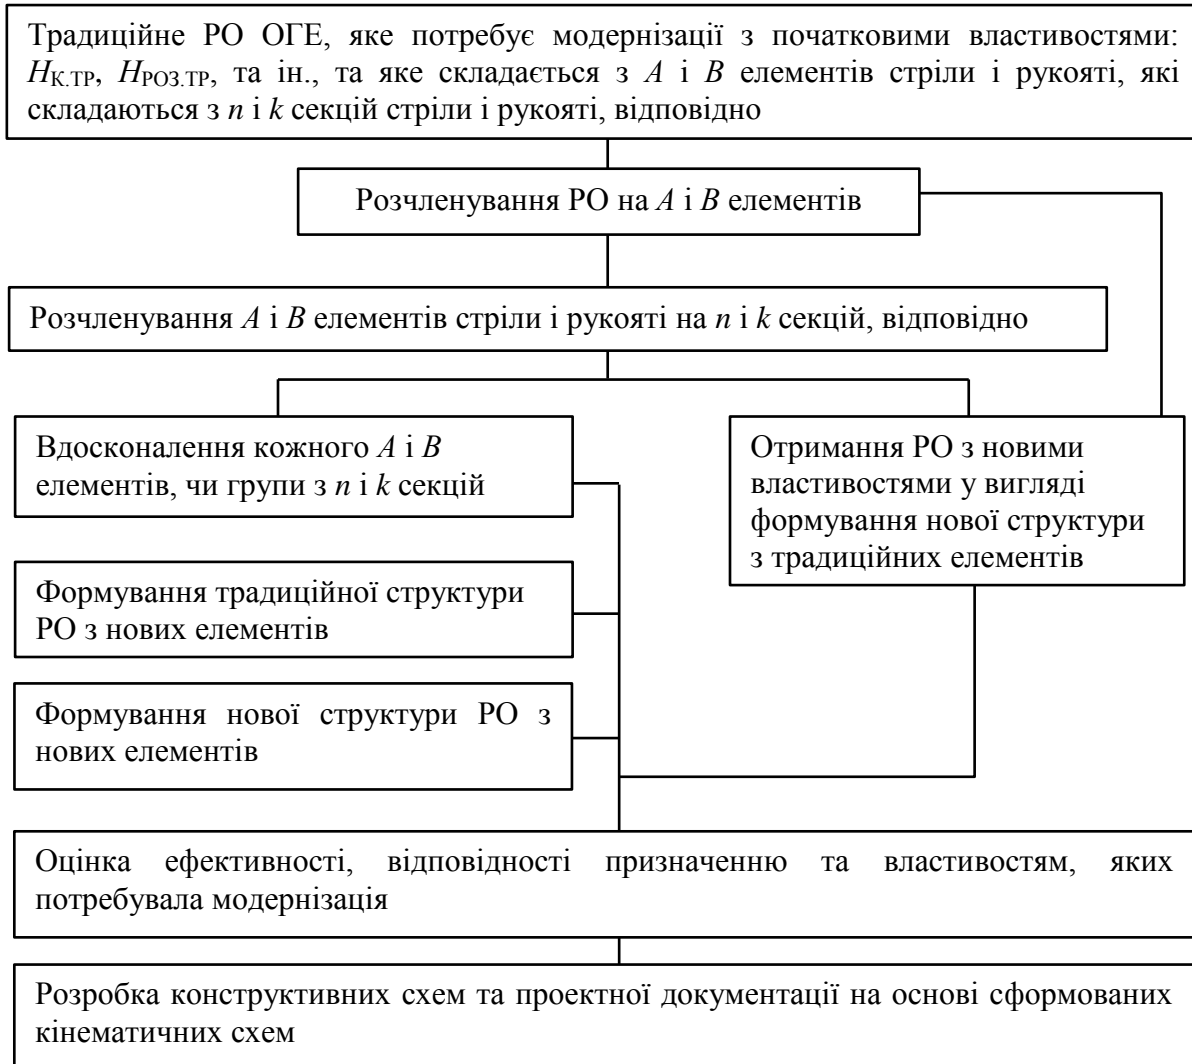 Традиційне РО ОГЕ, яке потребує модернізації з початковими властивостями:
HК.ТР, HРОЗ.ТР, та ін., та яке складається з A і B елементів стріли і рукояті, які
складаються з n і k секцій стріли і рукояті, відповідно
Розчленування РО на A і B елементів
Розчленування A і B елементів стріли і рукояті на n і k секцій, відповідно
Вдосконалення кожного A і B
елементів, чи групи з n і k секцій
Отримання РО з новими
властивостями у вигляді
формування нової структури
з традиційних елементів
Формування традиційної структури
РО з нових елементів
Формування нової структури РО з
нових елементів
Оцінка ефективності, відповідності призначенню та властивостям, яких
потребувала модернізація
Розробка конструктивних схем та проектної документації на основі сформованих
кінематичних схем